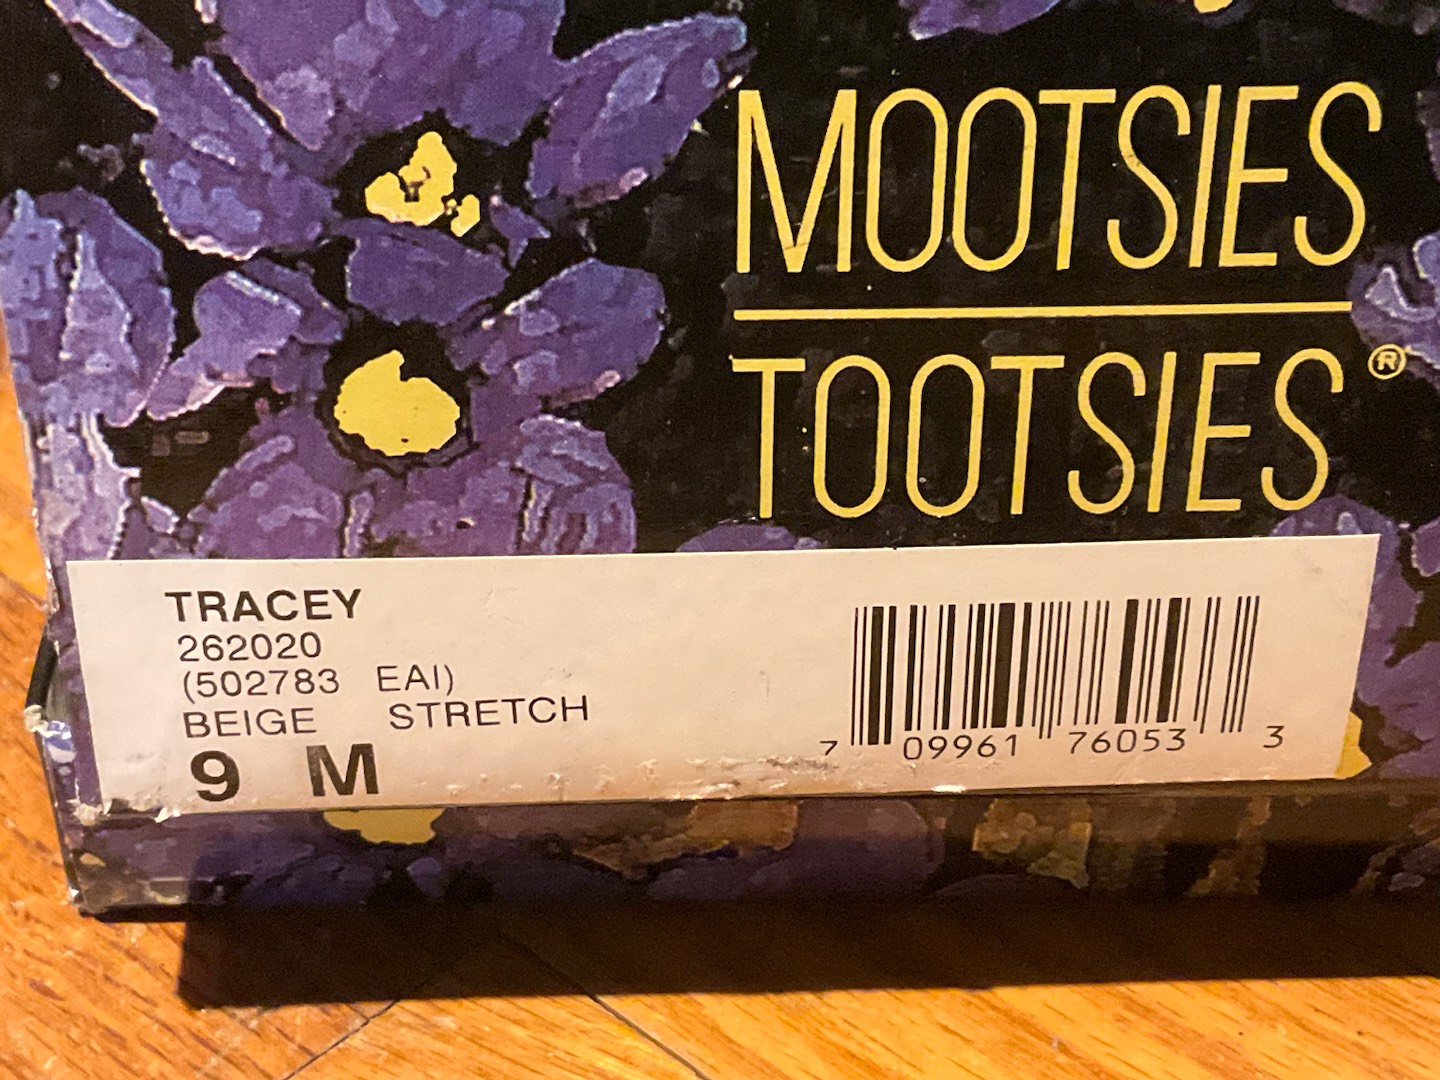 MOOTSIES
TOOTSIES®
TRACEY
262020
(502783 EAI)
BEIGE STRETCH
9 M
7 09961 76053 3